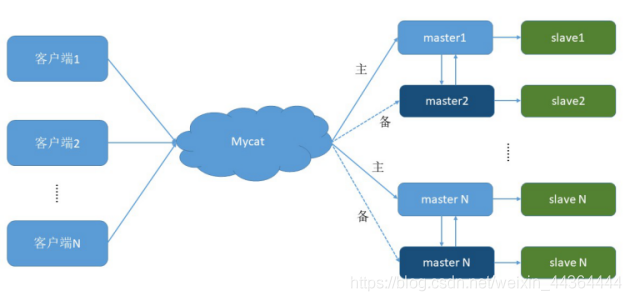 客户端1
客户端2
客户端N
Mycat
主
备
主
备
master1
slave1
master2
slave2
master N
slave N
master N
slave N
https://blog.csdn.net/weixin_44364444